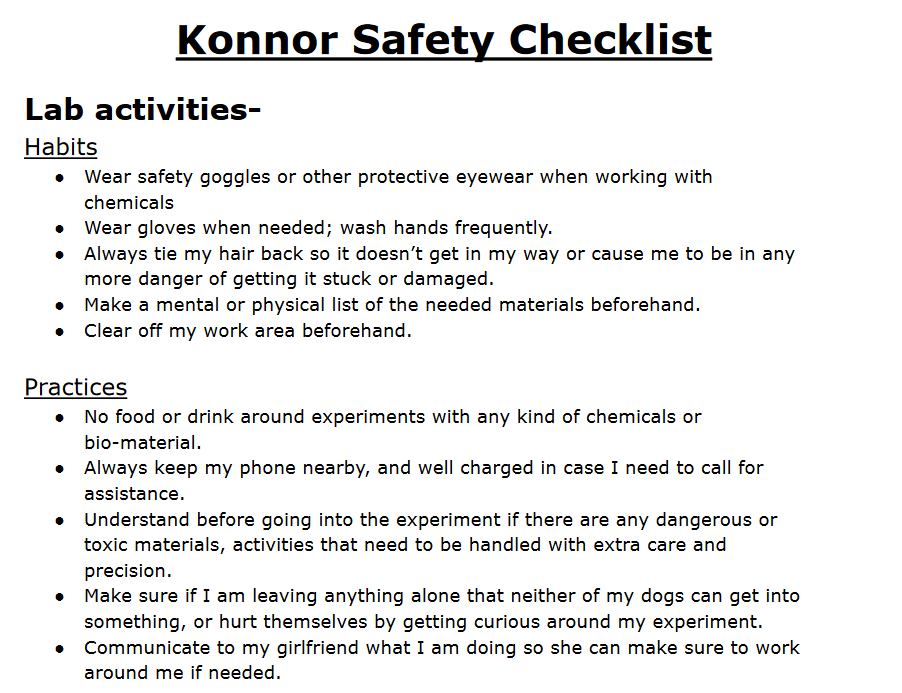 Konnor Safety Checklist
Lab activities-
Habits
● Wear safety goggles or other protective eyewear when working with
chemicals
● Wear gloves when needed; wash hands frequently.
● Always tie my hair back so it doesn’t get in my way or cause me to be in any
more danger of getting it stuck or damaged.
● Make a mental or physical list of the needed materials beforehand.
● Clear off my work area beforehand.
Practices
● No food or drink around experiments with any kind of chemicals or
bio-material.
● Always keep my phone nearby, and well charged in case I need to call for
assistance.
● Understand before going into the experiment if there are any dangerous or
toxic materials, activities that need to be handled with extra care and
precision.
● Make sure if I am leaving anything alone that neither of my dogs can get into
something, or hurt themselves by getting curious around my experiment.
● Communicate to my girlfriend what I am doing so she can make sure to work
around me if needed.